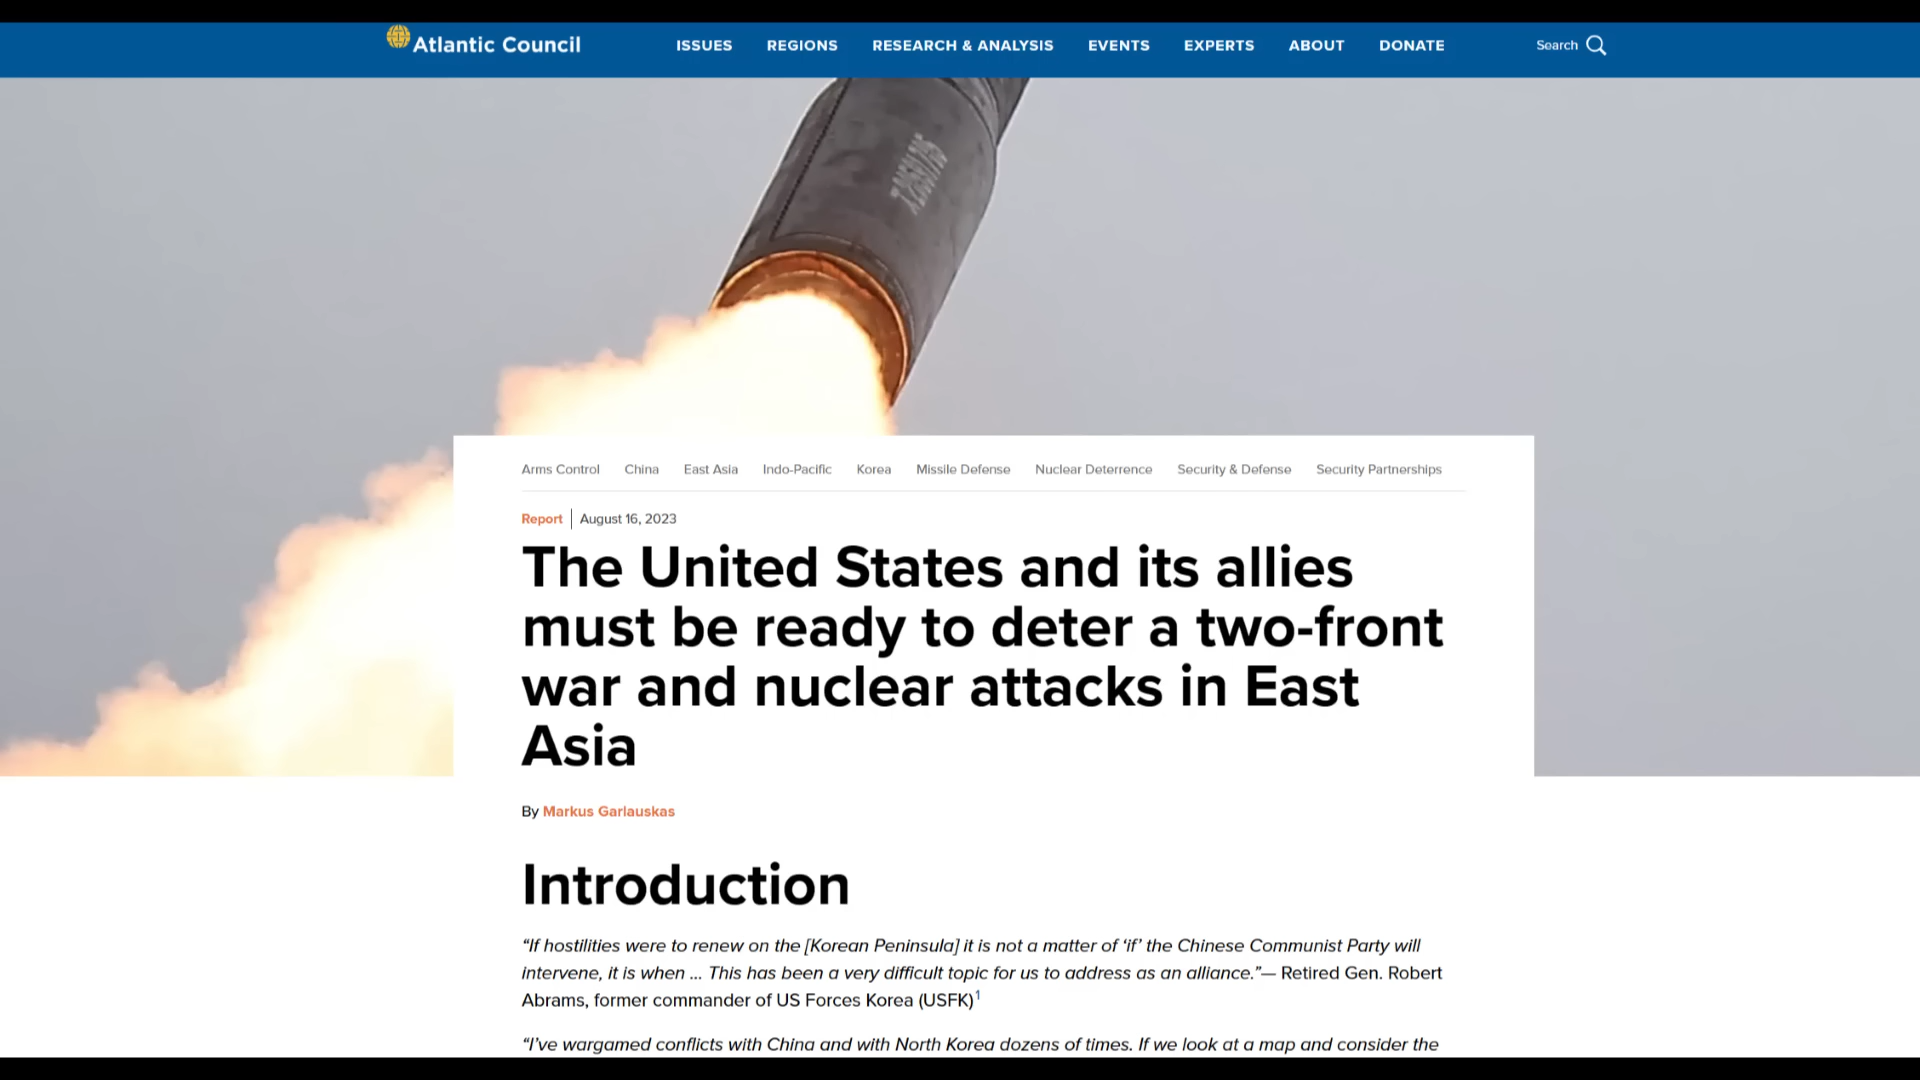 Atlantic Council
ISSUES REGIONS RESEARCH & ANALYSIS EVENTS EXPERTS ABOUT DONATE Search
Arms Control China East Asia Indo-Pacific Korea Missile Defense Nuclear Deterrence Security & Defense Security Partnerships
Report | August 16, 2023
The United States and its allies
must be ready to deter a two-front
war and nuclear attacks in East
Asia
By Markus Garlauskas
Introduction
“If hostilities were to renew on the [Korean Peninsula] it is not a matter of ‘if’ the Chinese Communist Party will
intervene, it is when ... This has been a very difficult topic for us to address as an alliance.”— Retired Gen. Robert
Abrams, former commander of US Forces Korea (USFK)1
“I’ve wargamed conflicts with China and with North Korea dozens of times. If we look at a map and consider the